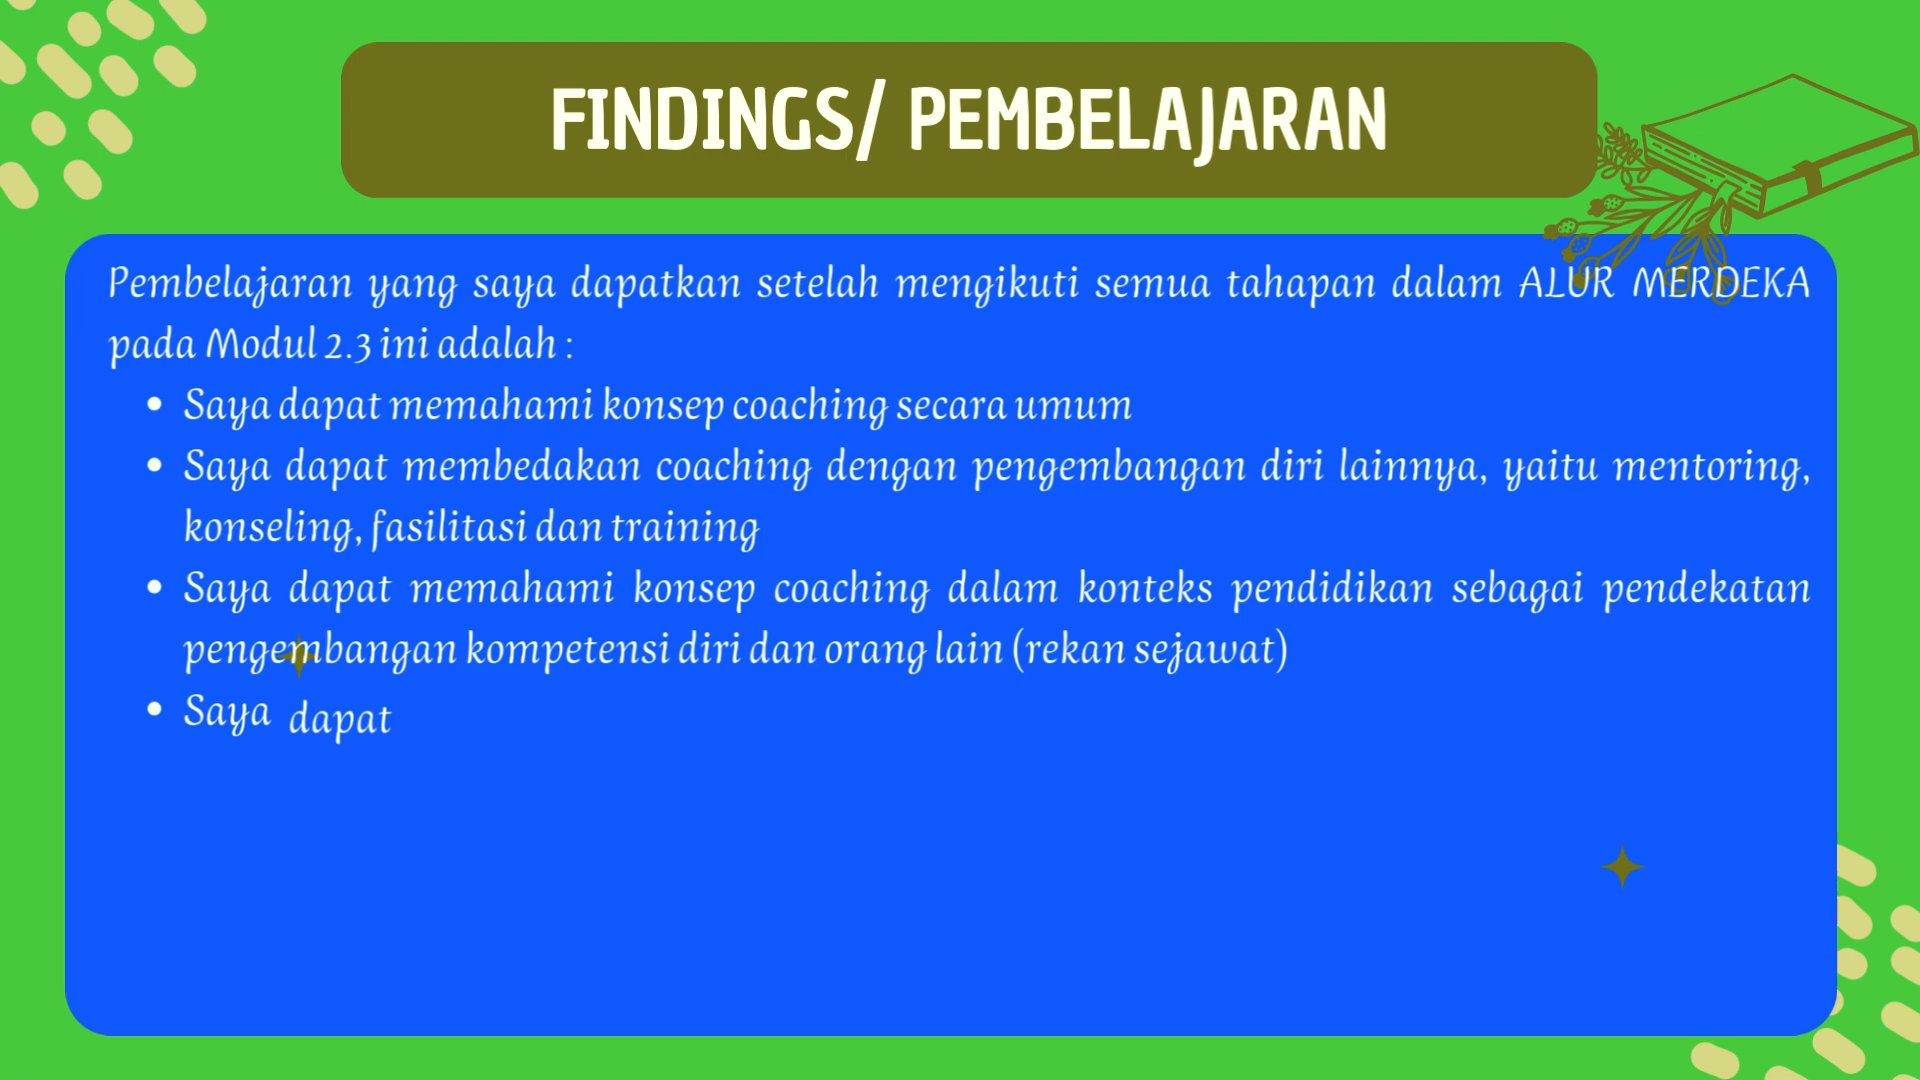 FINDINGS/ PEMBELAJARAN
Pembelajaran yang saya dapatkan setelah mengikuti semua tahapan dalam ALUR MERDEKA
pada Modul 2.3 ini adalah :
• Saya dapat memahami konsep coaching secara umum
• Saya dapat membedakan coaching dengan pengembangan diri lainnya, yaitu mentoring,
konseling, fasilitasi dan training
• Saya dapat memahami konsep coaching dalam konteks pendidikan sebagai pendekatan
pengembangan kompetensi diri dan orang lain (rekan sejawat)
• Saya dapat